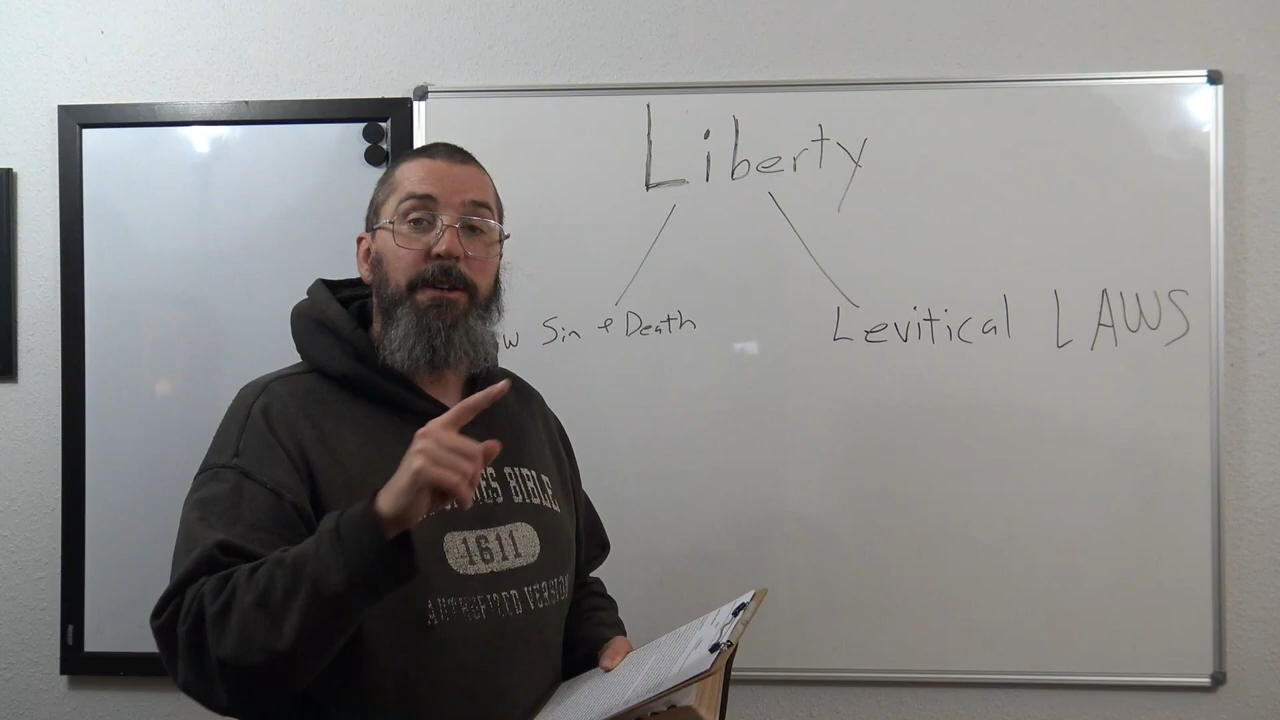 Liberty
Sin & Death
Levitical LAWS
BIBLE
1611
AUTHORIZED VERSION